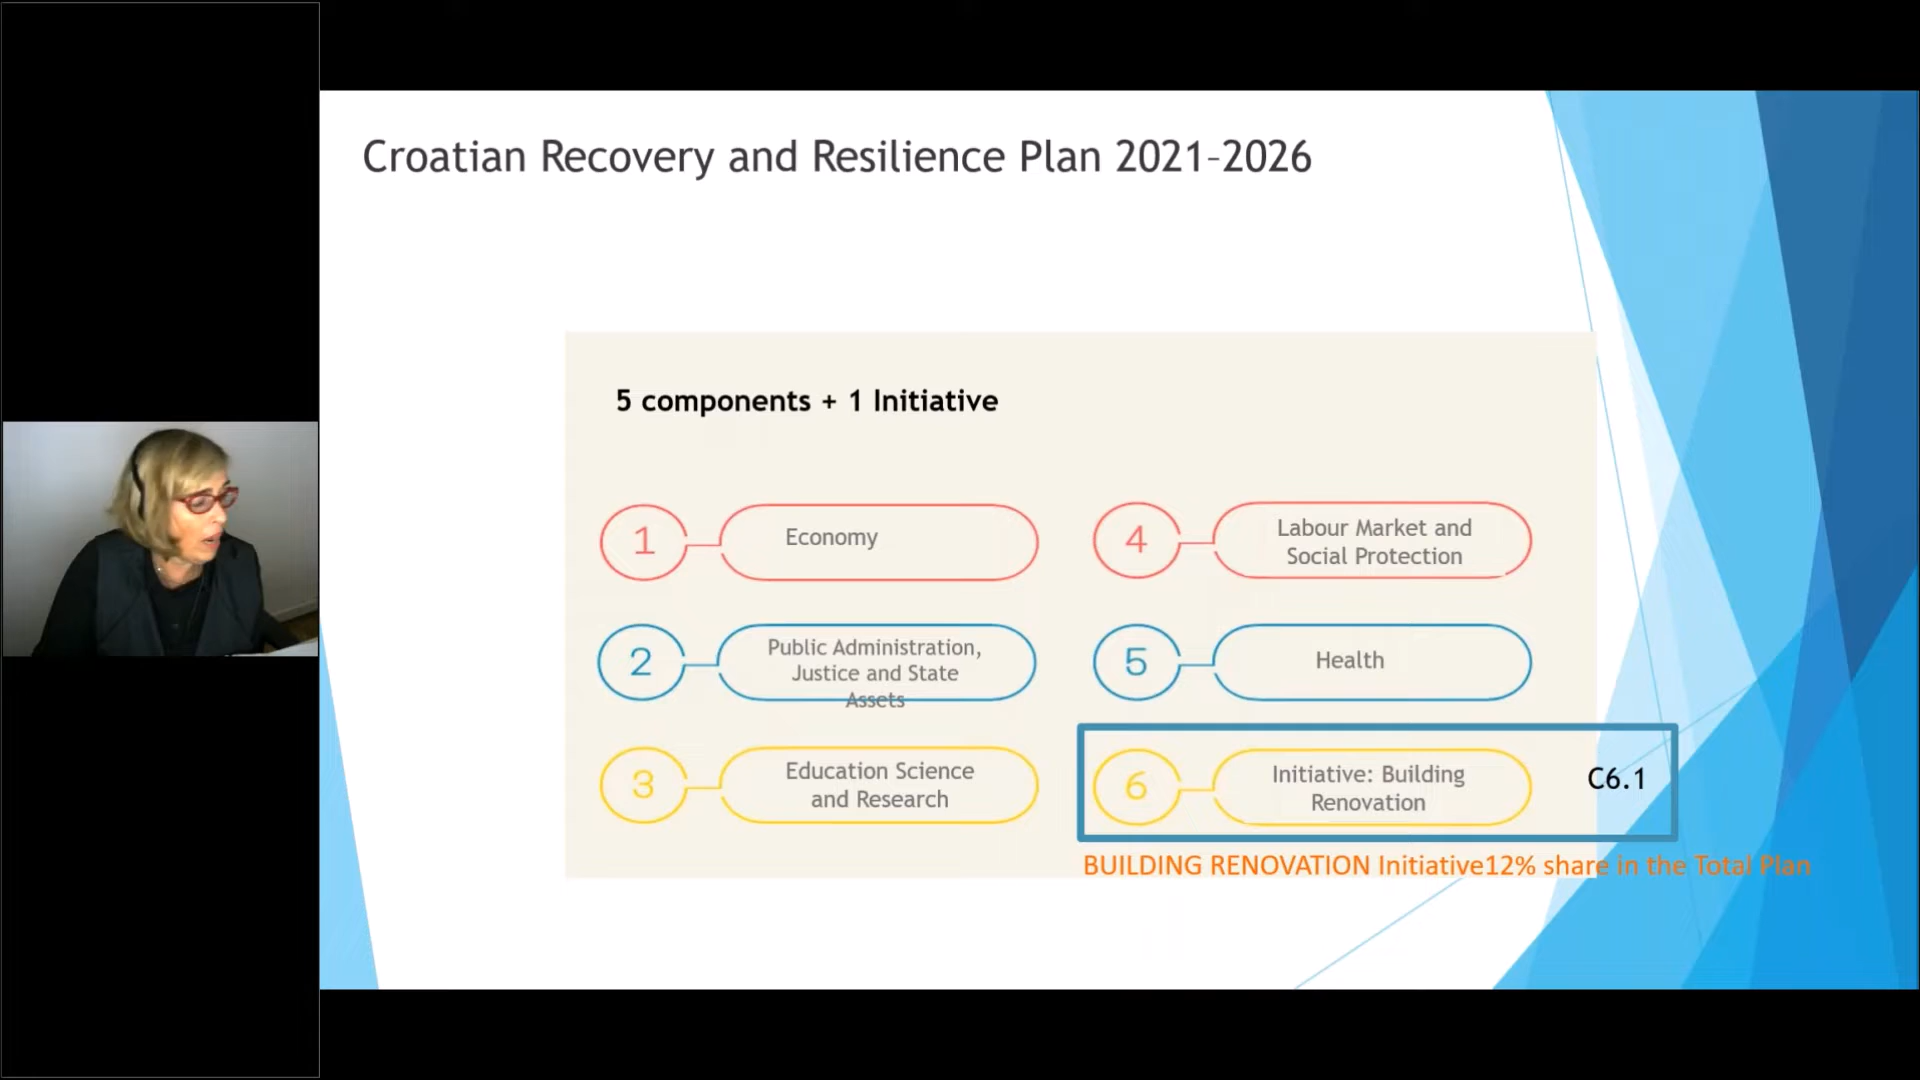 Croatian Recovery and Resilience Plan 2021–2026
5 components + 1 Initiative
1
Economy
2
Public Administration,
Justice and State
Assets
3
Education Science
and Research
4
Labour Market and
Social Protection
5
Health
6
Initiative: Building
Renovation
C6.1
BUILDING RENOVATION Initiative12% share in the Total Plan